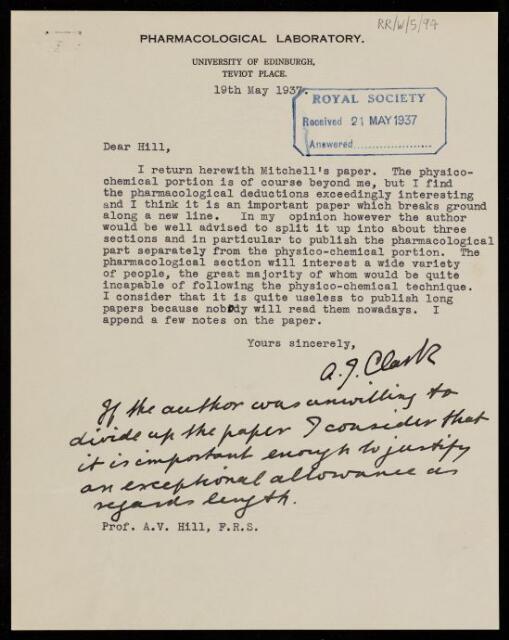 RR/W/5/94
PHARMACOLOGICAL LABORATORY.
UNIVERSITY OF EDINBURGH,
TEVIOT PLACE.
19th May 1937.
ROYAL SOCIETY
Received 21 MAY 1937
Answered......................
Dear Hill,
I return herewith Mitchell's paper. The physico-
chemical portion is of course beyond me, but I find
the pharmacological deductions exceedingly interesting
and I think it is an important paper which breaks ground
along a new line. In my opinion however the author
would be well advised to split it up into about three
sections and in particular to publish the pharmacological
part separately from the physico-chemical portion. The
pharmacological section will interest a wide variety
of people, the great majority of whom would be quite
incapable of following the physico-chemical technique.
I consider that it is quite useless to publish long
papers because nobody will read them nowadays. I
append a few notes on the paper.
Yours sincerely,
A.J. Clark
If the author was unwilling to
divide up the paper I consider that
it is important enough to justify
an exceptional allowance as
regards length.
Prof. A.V. Hill, F.R.S.